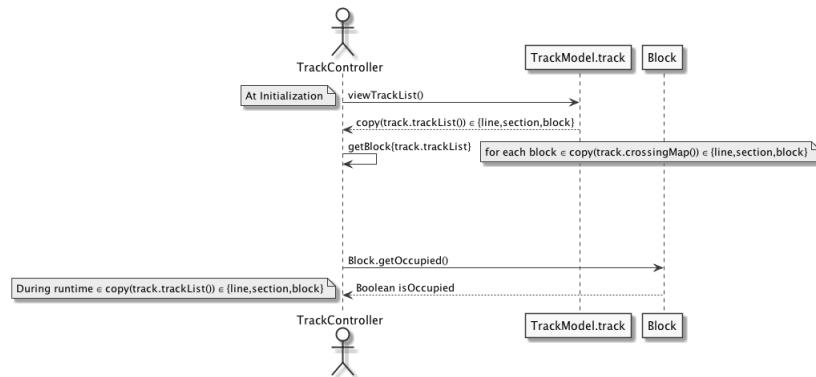 TrackController
TrackModel.track
Block
At Initialization
viewTrackList()
copy(track.trackList()) ∈ {line,section,block}
getBlock{track.trackList}
for each block ∈ copy(track.crossingMap()) ∈ {line,section,block}
Block.getOccupied()
During runtime ∈ copy(track.trackList()) ∈ {line,section,block}
Boolean isOccupied
TrackController
TrackModel.track
Block